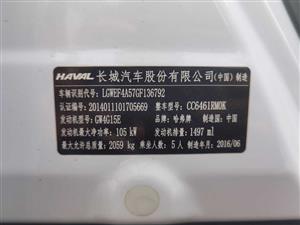 HAVAL 长城汽车股份有限公司(中国)制造
车辆识别代号: LGWEF4A57GF136792
认证编号: 2014011101705669 整车型号: CC6461RM0K
发动机型号: GW4G15E 品牌: 哈弗牌 制造国: 中国
发动机最大净功率: 105 kW 发动机排量: 1497 ml
最大允许总质量: 2059 kg 乘坐人数: 5 人 制造年月: 2016/06